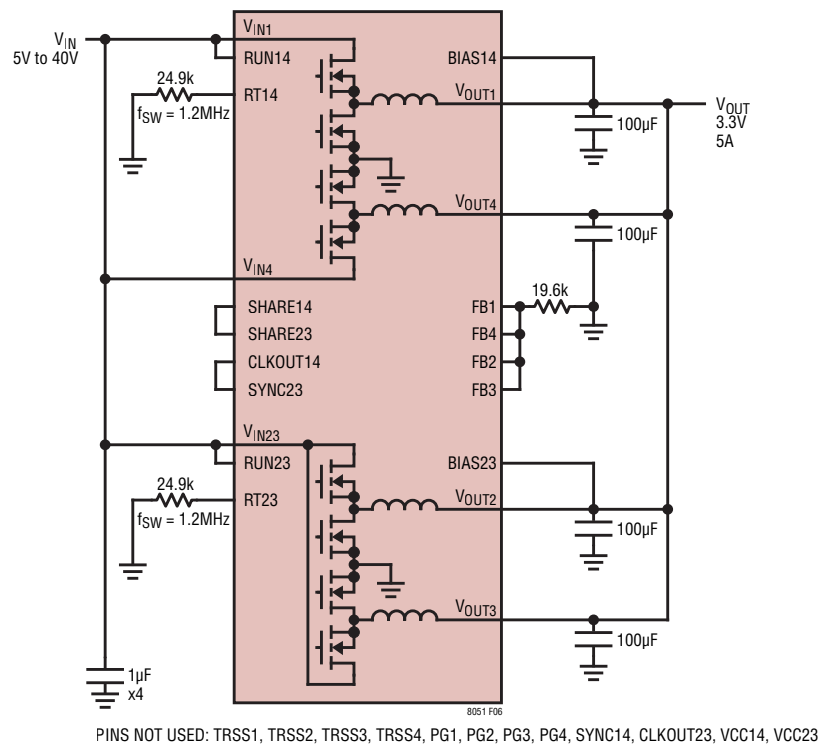 VIN
5V to 40V
VIN1
RUN14
24.9k
RT14
fSW = 1.2MHz
BIAS14
VOUT1
100µF
VOUT
3.3V
5A
VOUT4
100µF
VIN4
SHARE14
SHARE23
CLKOUT14
SYNC23
19.6k
FB1
FB4
FB2
FB3
VIN23
RUN23
24.9k
RT23
fSW = 1.2MHz
BIAS23
VOUT2
100µF
VOUT3
100µF
1µF
x4
8051 F06
PINS NOT USED: TRSS1, TRSS2, TRSS3, TRSS4, PG1, PG2, PG3, PG4, SYNC14, CLKOUT23, VCC14, VCC23